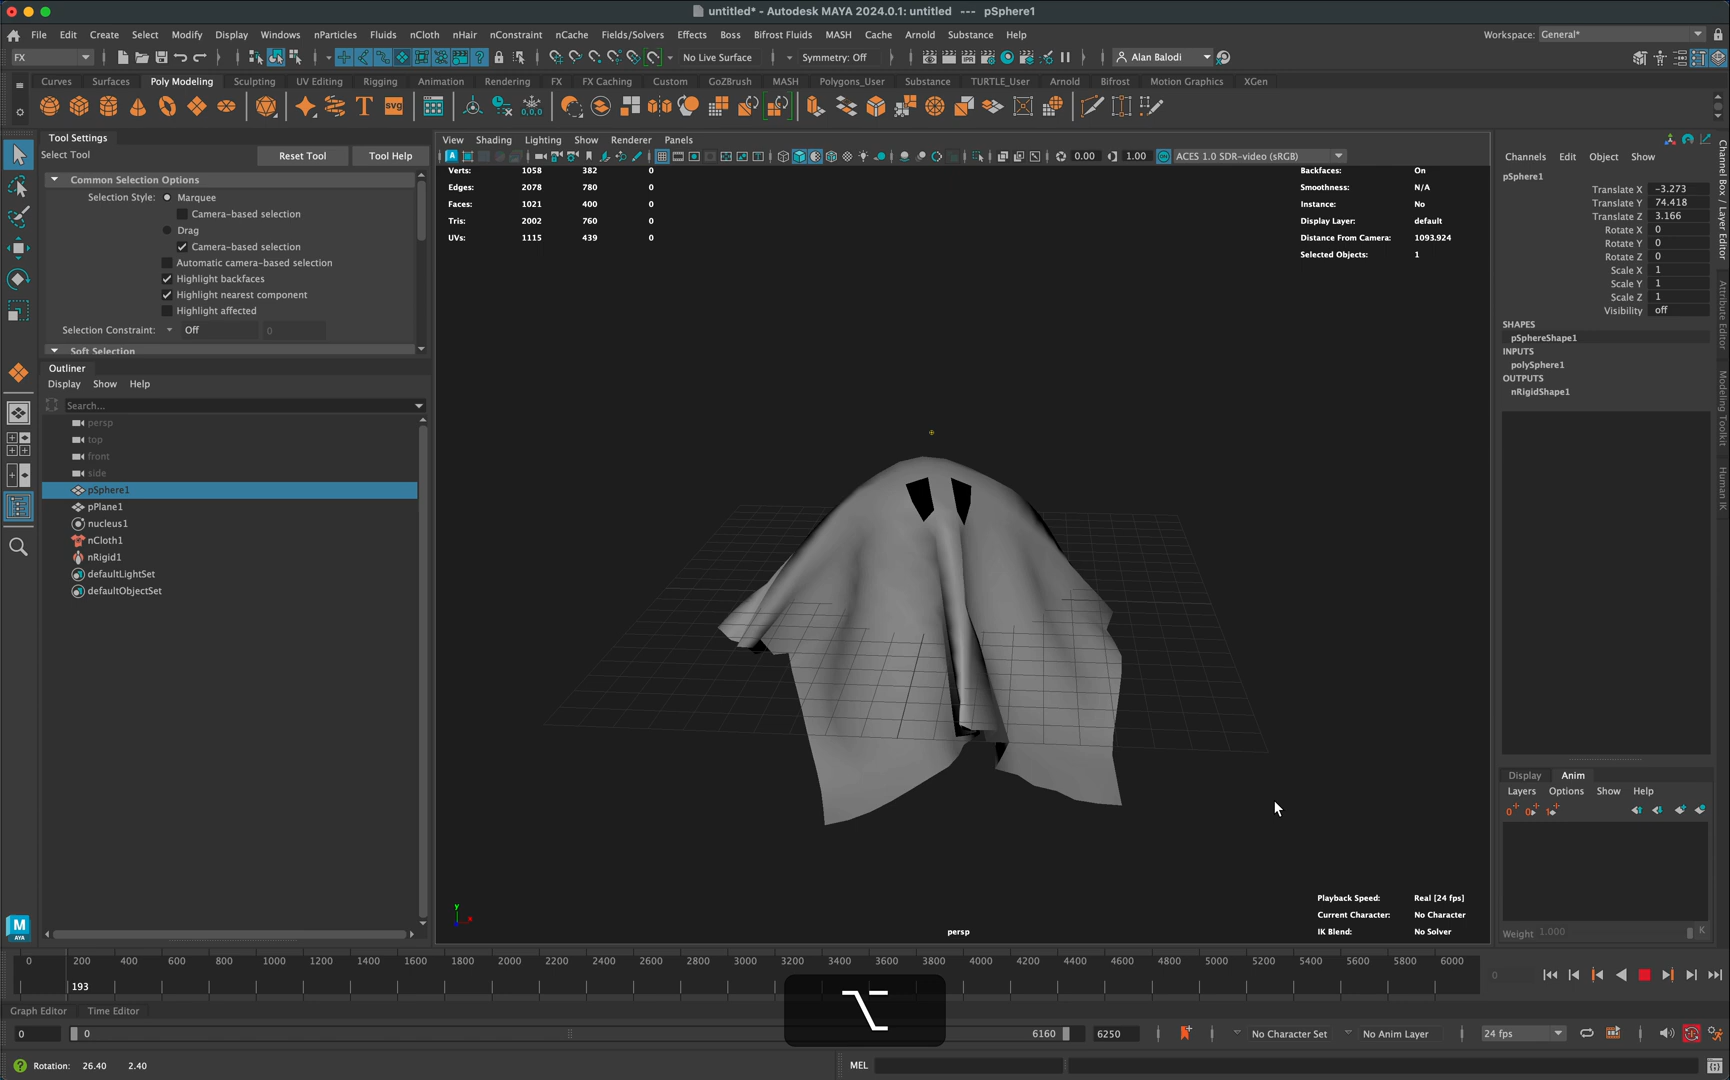 untitled* - Autodesk MAYA 2024.0.1: untitled --- pSphere1
File Edit Create Select Modify Display Windows nParticles Fluids nCloth nHair nConstraint nCache Fields/Solvers Effects Boss Bifrost Fluids MASH Cache Arnold Substance Help Workspace: General*
FX No Live Surface Symmetry: Off Alan Balodi
Curves Surfaces Poly Modeling Sculpting UV Editing Rigging Animation Rendering FX FX Caching Custom GoZBrush MASH Polygons_User Substance TURTLE_User Arnold Bifrost Motion Graphics XGen
Tool Settings
Select Tool Reset Tool Tool Help
Common Selection Options
Selection Style: Marquee
Camera-based selection
Drag
Camera-based selection
Automatic camera-based selection
Highlight backfaces
Highlight nearest component
Highlight affected
Selection Constraint: Off 0
Soft Selection
Outliner
Display Show Help
Search...
persp
top
front
side
pSphere1
pPlane1
nucleus1
nCloth1
nRigid1
defaultLightSet
defaultObjectSet
View Shading Lighting Show Renderer Panels
0.00 1.00 ACES 1.0 SDR-video (sRGB)
Verts: 1058 382 0
Edges: 2078 780 0
Faces: 1021 400 0
Tris: 2002 760 0
UVs: 1115 439 0
Backfaces: On
Smoothness: N/A
Instance: No
Display Layer: default
Distance From Camera: 1093.924
Selected Objects: 1
Playback Speed: Real [24 fps]
Current Character: No Character
IK Blend: No Solver
persp
y
x
Channels Edit Object Show
pSphere1
Translate X -3.273
Translate Y 74.418
Translate Z 3.166
Rotate X 0
Rotate Y 0
Rotate Z 0
Scale X 1
Scale Y 1
Scale Z 1
Visibility off
SHAPES
pSphereShape1
INPUTS
polySphere1
OUTPUTS
nRigidShape1
Display Anim
Layers Options Show Help
Weight 1.000 K
Channel Box / Layer Editor
Attribute Editor
Modeling Toolkit
Human IK
0 200 400 600 800 1000 1200 1400 1600 1800 2000 2200 2400 2600 2800 3000 3200 3400 3600 3800 4000 4200 4400 4600 4800 5000 5200 5400 5600 5800 6000
193
0
Graph Editor Time Editor
0 0 6160 6250 No Character Set No Anim Layer 24 fps
Rotation: 26.40 2.40 MEL
M
AYA